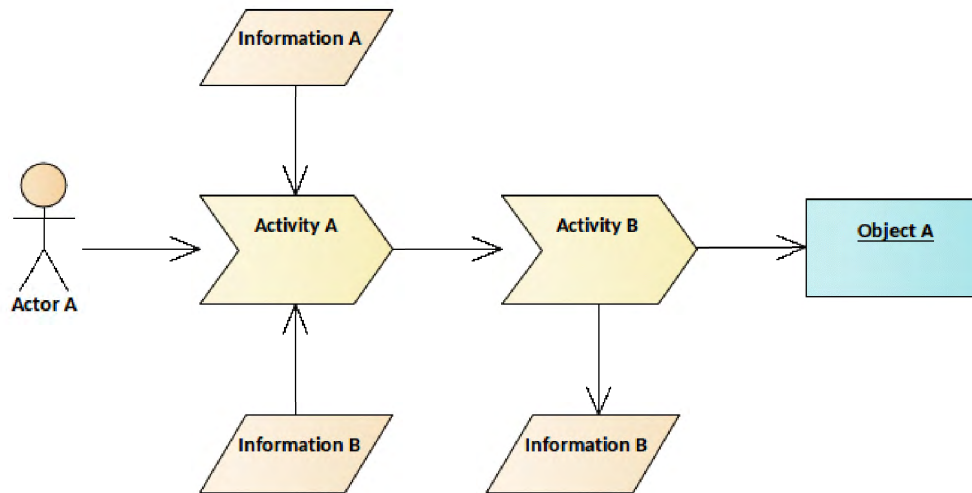 Information A
Activity A
Activity B
Object A
Actor A
Information B
Information B